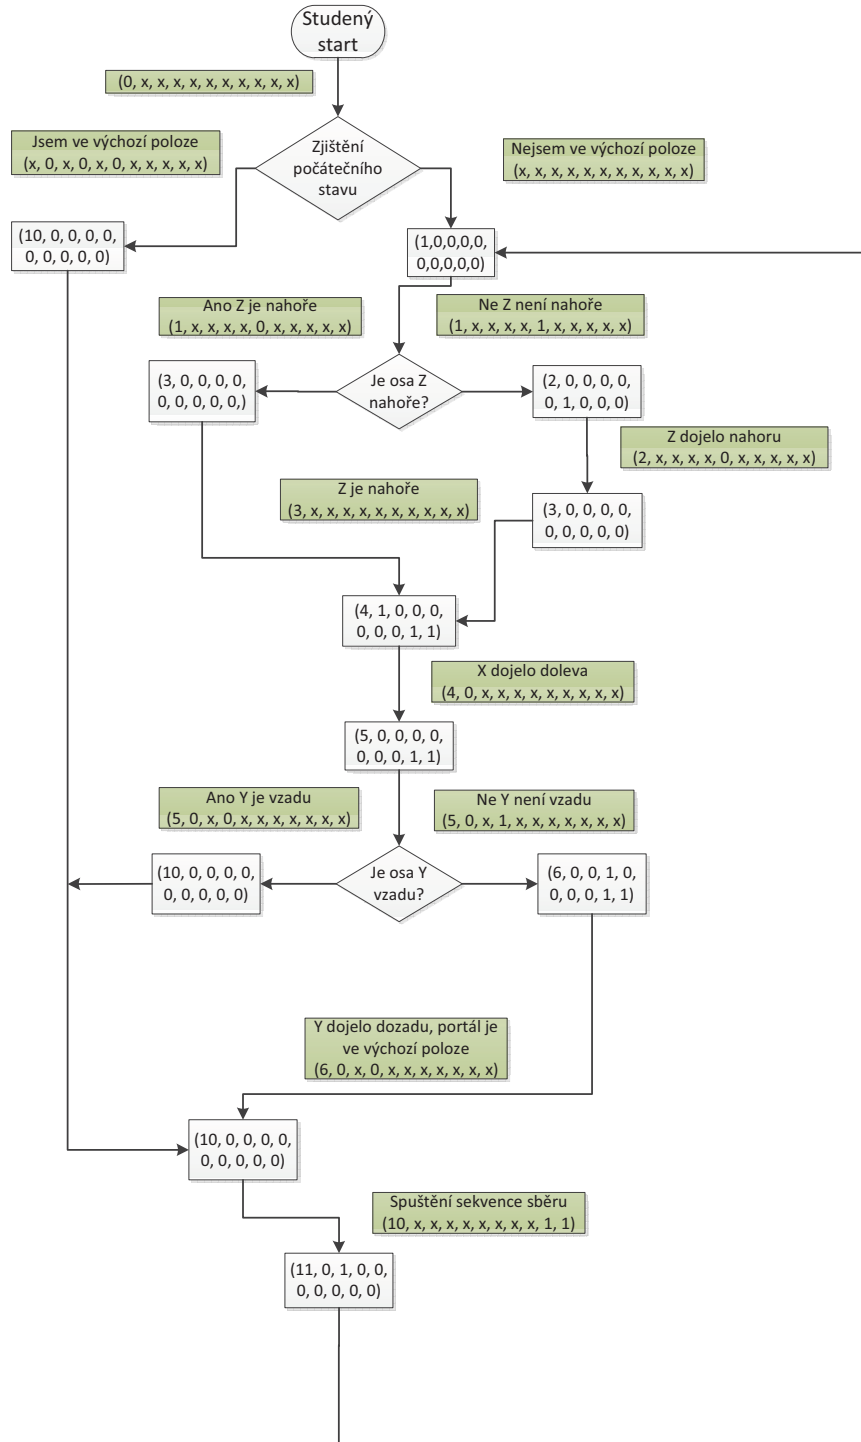 Studený
start
(0, x, x, x, x, x, x, x, x, x, x, x)
Jsem ve výchozí poloze
(x, 0, x, 0, x, 0, x, x, x, x, x, x)
Zjištění
počátečního
stavu
Nejsem ve výchozí poloze
(x, x, x, x, x, x, x, x, x, x, x, x)
(10, 0, 0, 0, 0,
0, 0, 0, 0, 0)
(1,0,0,0,0,
0,0,0,0,0)
Ano Z je nahoře
(1, x, x, x, x, 0, x, x, x, x, x, x)
Ne Z není nahoře
(1, x, x, x, x, 1, x, x, x, x, x, x)
(3, 0, 0, 0, 0,
0, 0, 0, 0, 0,)
Je osa Z
nahoře?
(2, 0, 0, 0, 0,
0, 1, 0, 0, 0)
Z dojelo nahoru
(2, x, x, x, x, 0, x, x, x, x, x, x)
Z je nahoře
(3, x, x, x, x, x, x, x, x, x, x, x)
(3, 0, 0, 0, 0,
0, 0, 0, 0, 0)
(4, 1, 0, 0, 0,
0, 0, 0, 1, 1)
X dojelo doleva
(4, 0, x, x, x, x, x, x, x, x, x, x)
(5, 0, 0, 0, 0,
0, 0, 0, 1, 1)
Ano Y je vzadu
(5, 0, x, 0, x, x, x, x, x, x, x, x)
Ne Y není vzadu
(5, 0, x, 1, x, x, x, x, x, x, x, x)
(10, 0, 0, 0, 0,
0, 0, 0, 0, 0)
Je osa Y
vzadu?
(6, 0, 0, 1, 0,
0, 0, 0, 1, 1)
Y dojelo dozadu, portál je
ve výchozí poloze
(6, 0, x, 0, x, x, x, x, x, x, x, x)
(10, 0, 0, 0, 0,
0, 0, 0, 0, 0)
Spuštění sekvence sběru
(10, x, x, x, x, x, x, x, x, x, 1, 1)
(11, 0, 1, 0, 0,
0, 0, 0, 0, 0)